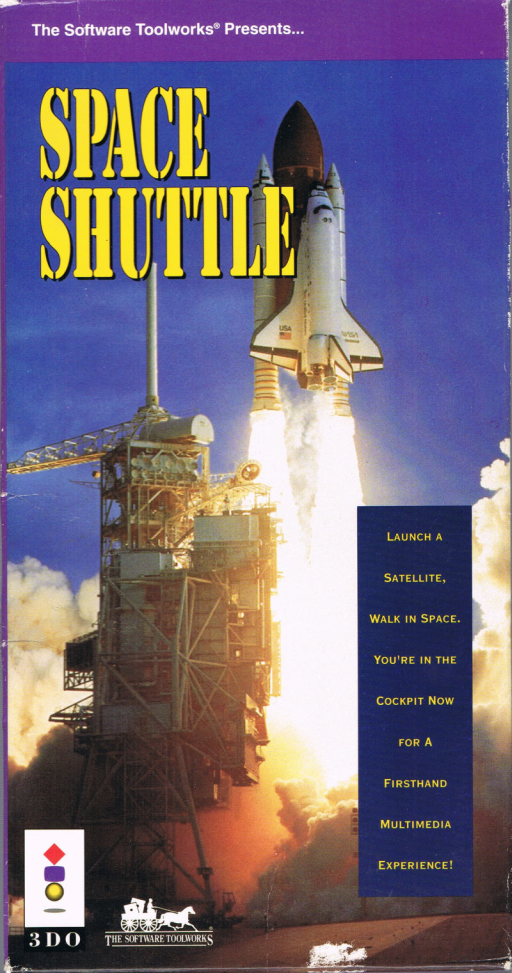 The Software Toolworks® Presents...
SPACE
SHUTTLE
USA
NASA
LAUNCH A
SATELLITE,
WALK IN SPACE.
YOU'RE IN THE
COCKPIT NOW
FOR A
FIRSTHAND
MULTIMEDIA
EXPERIENCE!
3DO
THE SOFTWARE TOOLWORKS